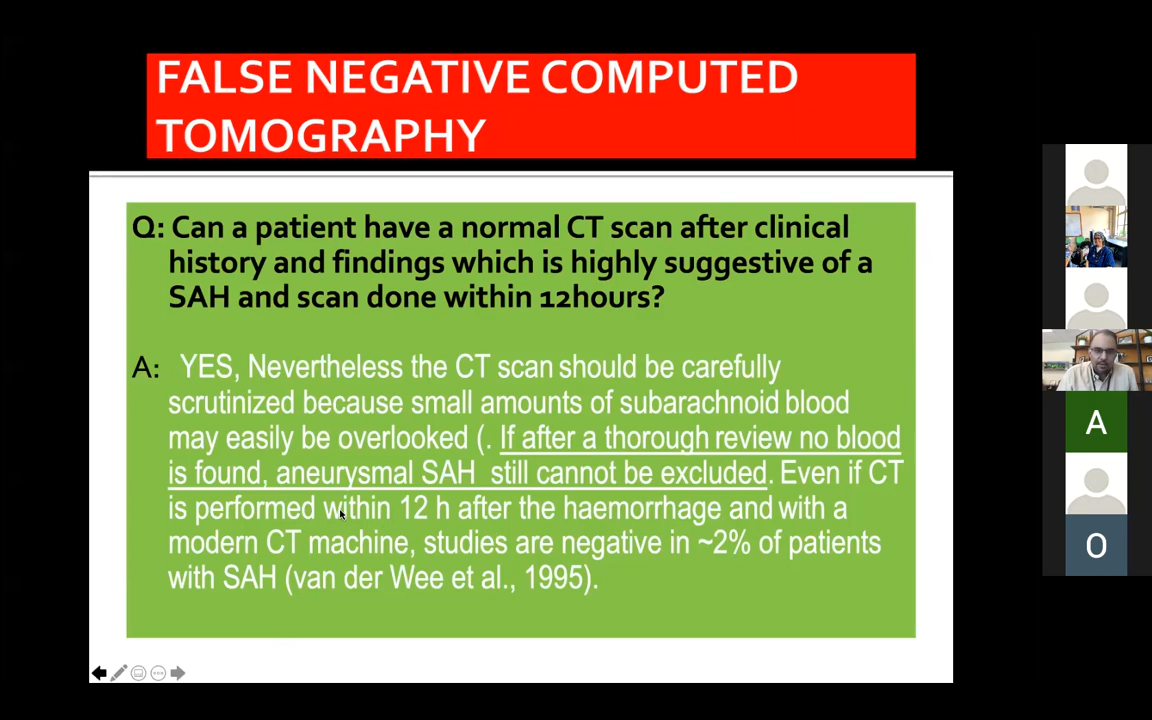 FALSE NEGATIVE COMPUTED
TOMOGRAPHY
Q: Can a patient have a normal CT scan after clinical
history and findings which is highly suggestive of a
SAH and scan done within 12hours?
A: YES, Nevertheless the CT scan should be carefully
scrutinized because small amounts of subarachnoid blood
may easily be overlooked (. If after a thorough review no blood
is found, aneurysmal SAH still cannot be excluded. Even if CT
is performed within 12 h after the haemorrhage and with a
modern CT machine, studies are negative in ~2% of patients
with SAH (van der Wee et al., 1995).
A
O